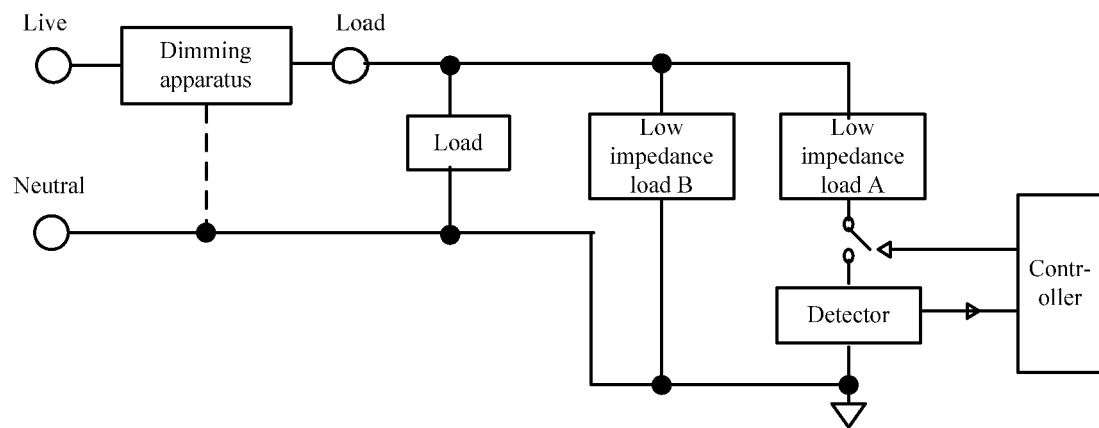 Live
Load
Dimming
apparatus
Load
Low
impedance
load B
Low
impedance
load A
Neutral
Contr-
oller
Detector